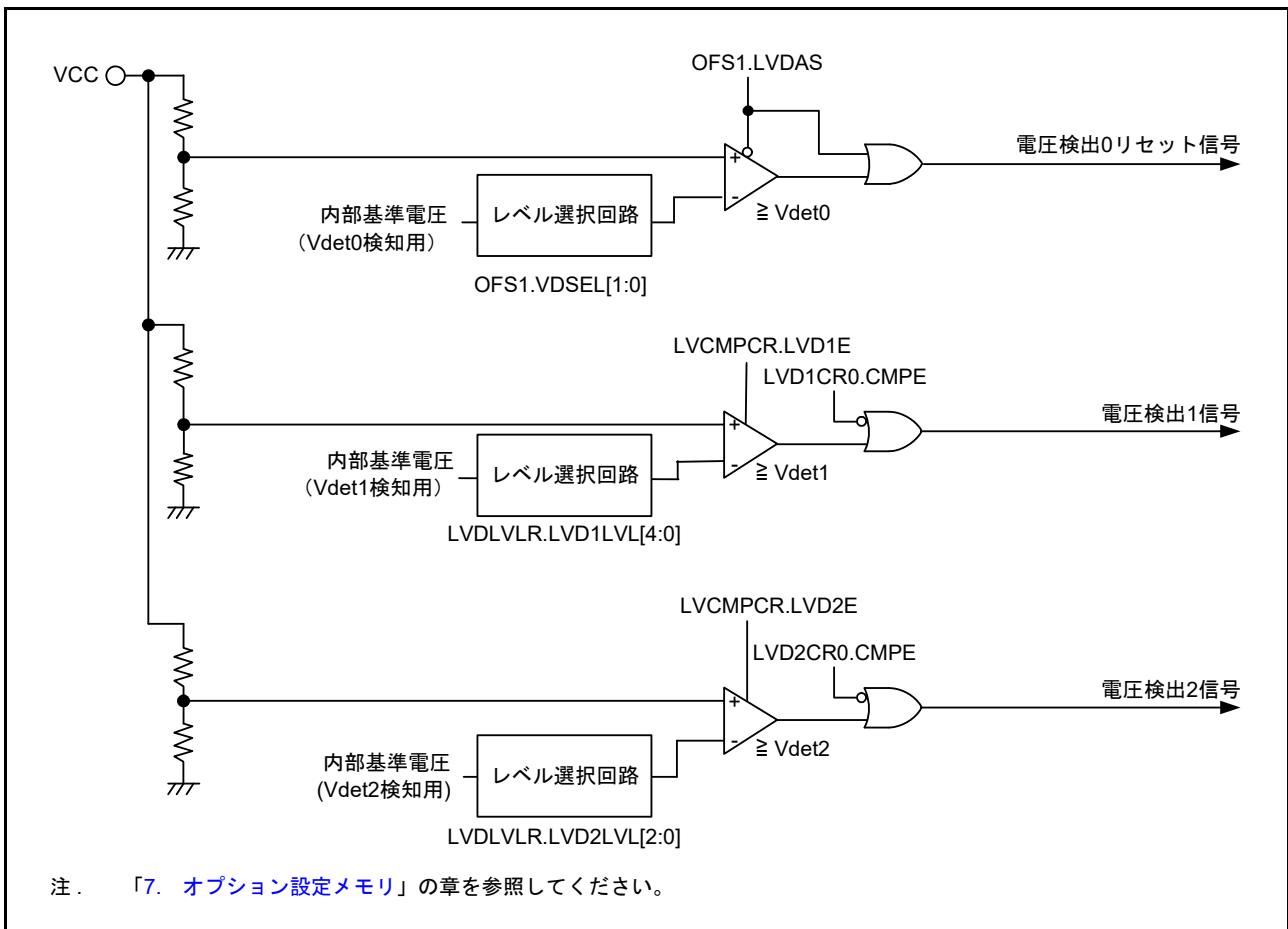 OFS1.LVDAS
VCC
電圧検出0リセット信号
+
-
内部基準電圧
(Vdet0検知用)
レベル選択回路
≧ Vdet0
OFS1.VDSEL[1:0]
LVCMPCR.LVD1E
LVD1CR0.CMPE
電圧検出1信号
+
-
内部基準電圧
(Vdet1検知用)
レベル選択回路
≧ Vdet1
LVDLVLR.LVD1LVL[4:0]
LVCMPCR.LVD2E
LVD2CR0.CMPE
電圧検出2信号
+
-
内部基準電圧
(Vdet2検知用)
レベル選択回路
≧ Vdet2
LVDLVLR.LVD2LVL[2:0]
注 . 「7. オプション設定メモリ」の章を参照してください。